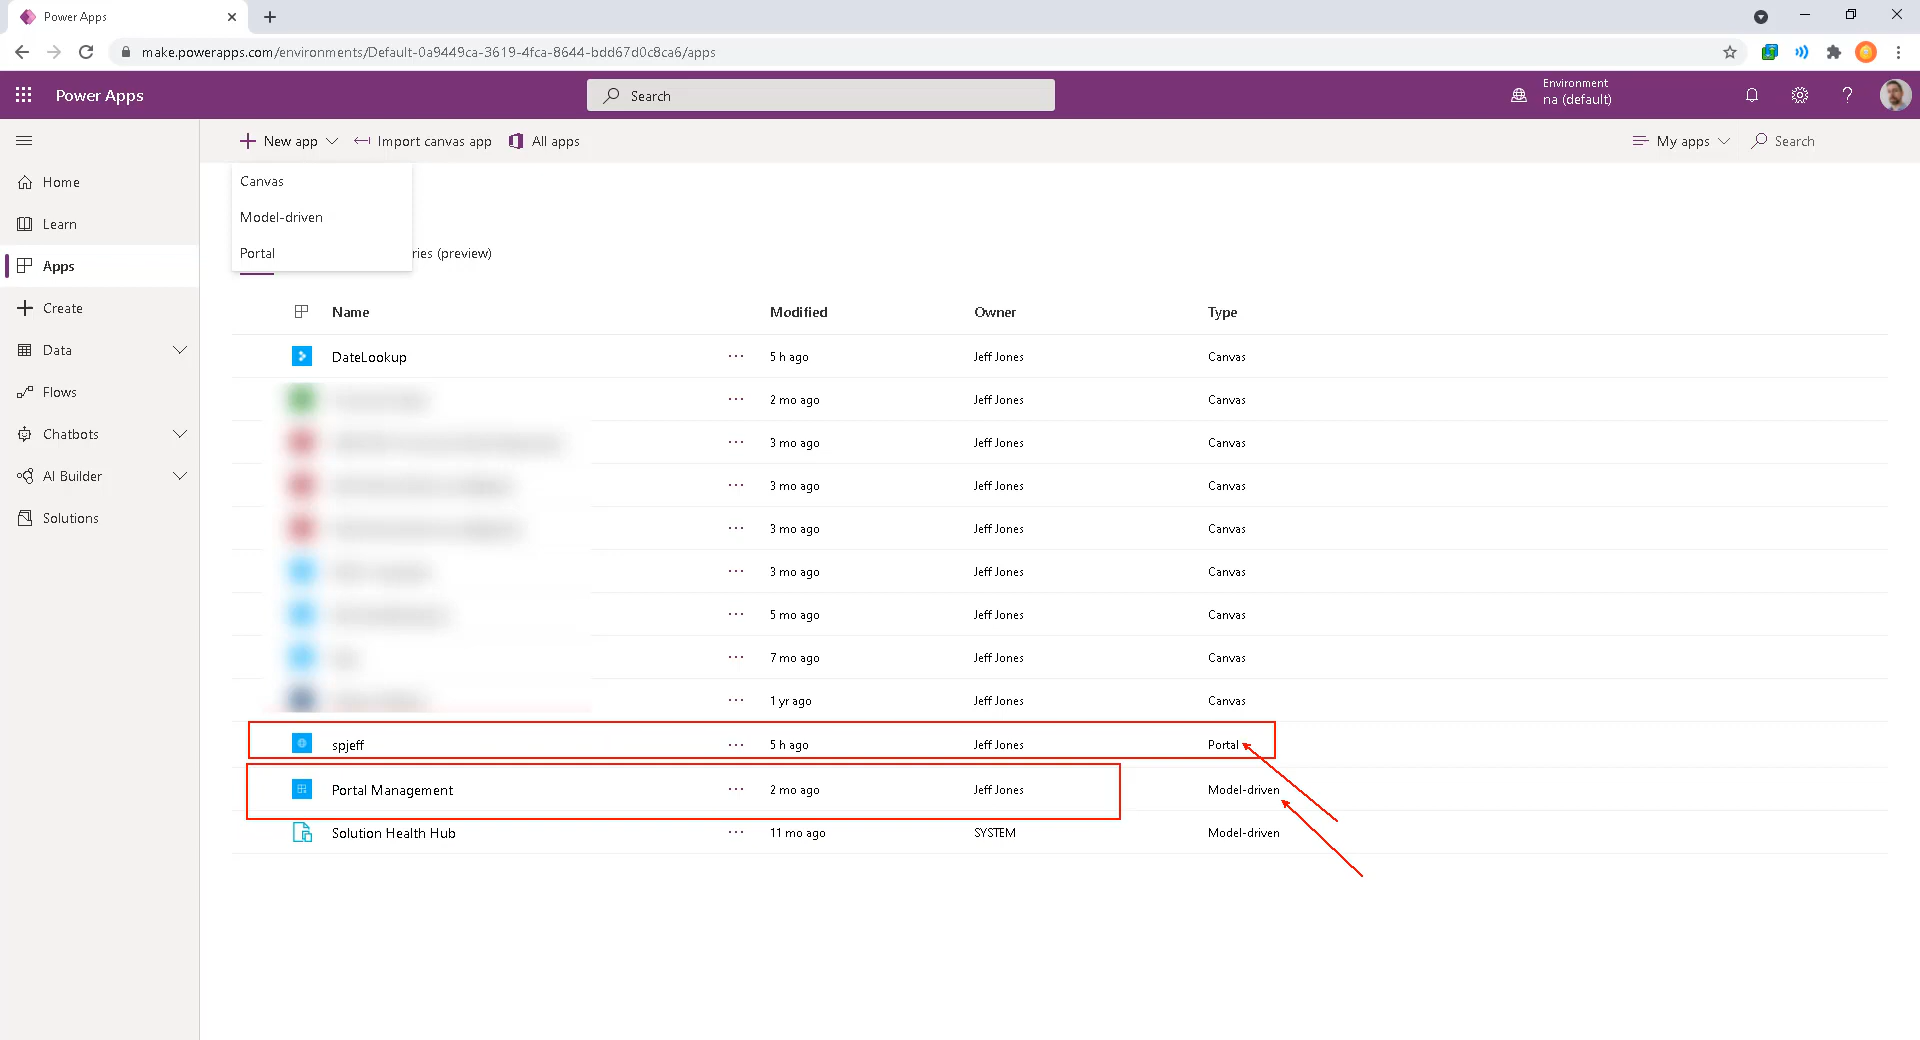 Power Apps
make.powerapps.com/environments/Default-0a9449ca-3619-4fca-8644-bdd67d0c8ca6/apps
Power Apps
Search
Environment
na (default)
New app
Import canvas app
All apps
My apps
Search
Home
Learn
Apps
Create
Data
Flows
Chatbots
AI Builder
Solutions
Canvas
Model-driven
Portal
ries (preview)
Name Modified Owner Type
DateLookup ... 5 h ago Jeff Jones Canvas
... 2 mo ago Jeff Jones Canvas
... 3 mo ago Jeff Jones Canvas
... 3 mo ago Jeff Jones Canvas
... 3 mo ago Jeff Jones Canvas
... 3 mo ago Jeff Jones Canvas
... 5 mo ago Jeff Jones Canvas
... 7 mo ago Jeff Jones Canvas
... 1 yr ago Jeff Jones Canvas
spjeff ... 5 h ago Jeff Jones Portal
Portal Management ... 2 mo ago Jeff Jones Model-driven
Solution Health Hub ... 11 mo ago SYSTEM Model-driven